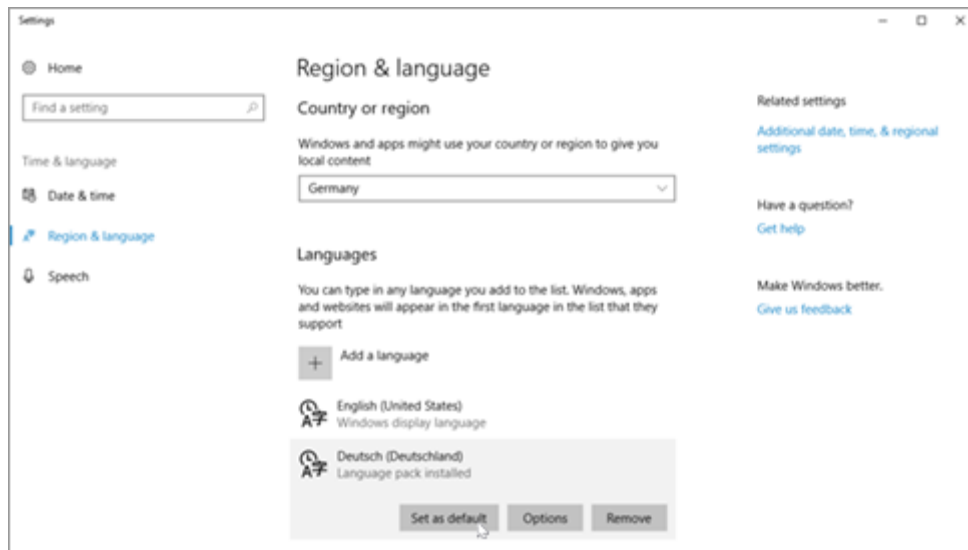 Settings
Home
Find a setting
Time & language
Date & time
Region & language
Speech
Region & language
Country or region
Windows and apps might use your country or region to give you
local content
Germany
Languages
You can type in any language you add to the list. Windows, apps
and websites will appear in the first language in the list that they
support
Add a language
English (United States)
Windows display language
Deutsch (Deutschland)
Language pack installed
Set as default
Options
Remove
Related settings
Additional date, time, & regional
settings
Have a question?
Get help
Make Windows better.
Give us feedback